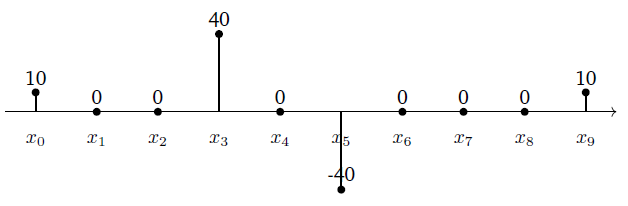 40
10 0 0 0 0 0 0 10
x₀ x₁ x₂ x₃ x₄ x₅ x₆ x₇ x₈ x₉
-40